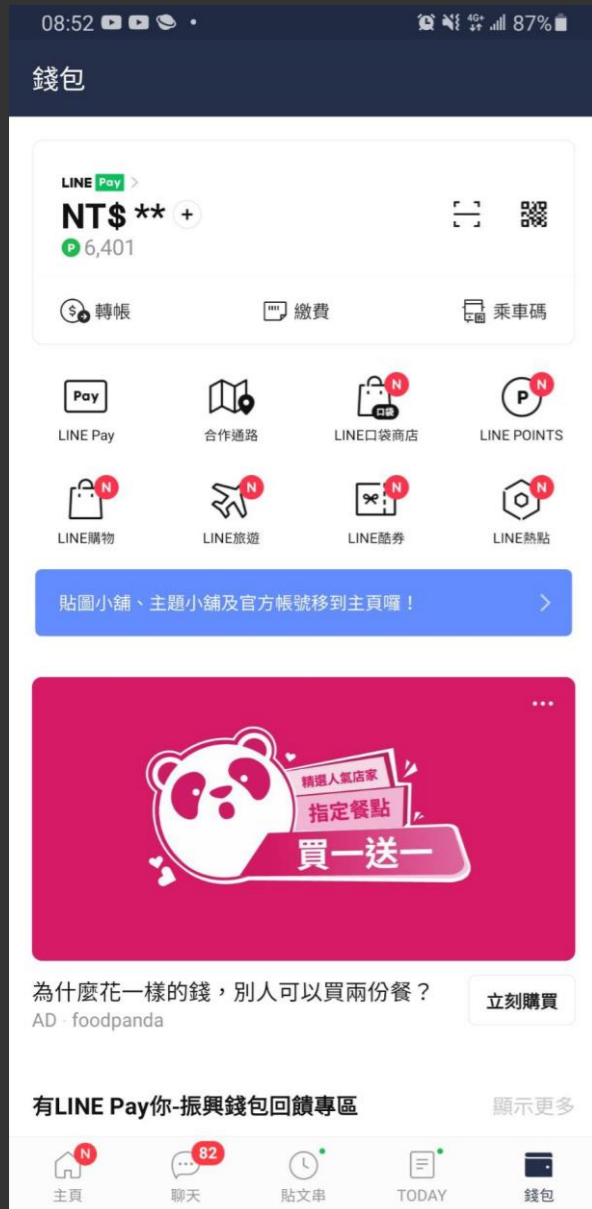 08:52 4G+ 87%
錢包
LINE Pay
NT$ ** +
P 6,401
轉帳 繳費 乘車碼
Pay P
LINE Pay 合作通路 LINE口袋商店 LINE POINTS
口袋
N N
N N N N
LINE購物 LINE旅遊 LINE酷券 LINE熱點
貼圖小舖、主題小舖及官方帳號移到主頁囉！
精選人氣店家
指定餐點
買一送一
為什麼花一樣的錢，別人可以買兩份餐？ 立刻購買
AD · foodpanda
有LINE Pay你-振興錢包回饋專區 顯示更多
N 82
主頁 聊天 貼文串 TODAY 錢包